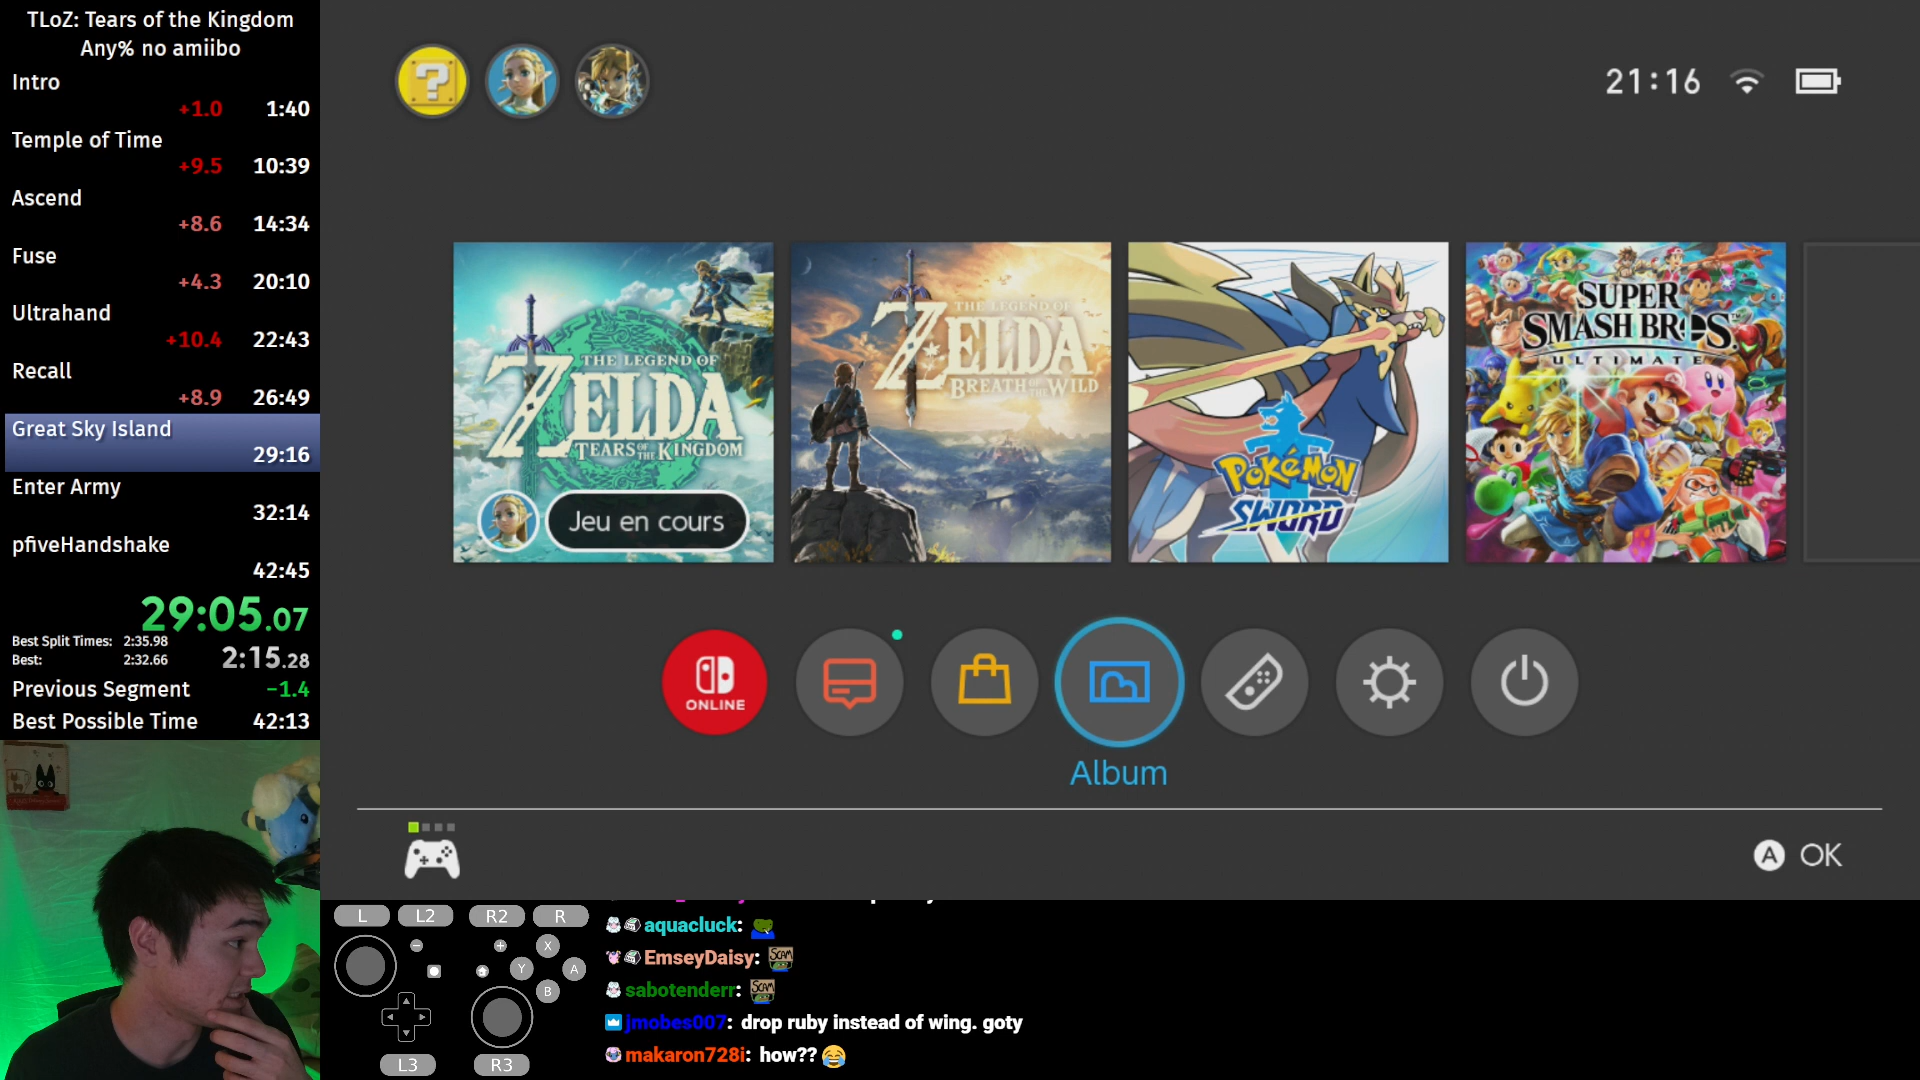 TLoZ: Tears of the Kingdom
Any% no amiibo
Intro
+1.0 1:40
Temple of Time
+9.5 10:39
Ascend
+8.6 14:34
Fuse
+4.3 20:10
Ultrahand
+10.4 22:43
Recall
+8.9 26:49
Great Sky Island
29:16
Enter Army
32:14
pfiveHandshake
42:45
29:05.07
Best Split Times: 2:35.98
Best: 2:32.66
2:15.28
Previous Segment −1.4
Best Possible Time 42:13
21:16
THE LEGEND OF
ZELDA
TEARS OF THE KINGDOM
Jeu en cours
THE LEGEND OF
ZELDA
BREATH OF THE WILD
POKéMON
SWORD
SUPER
SMASH BROS.
ULTIMATE
ONLINE
Album
A OK
L L2 R2 R
X
Y A
B
L3 R3
aquacluck:
EmseyDaisy: SCAM
sabotenderr: SCAM
jmobes007: drop ruby instead of wing. goty
makaron728i: how??